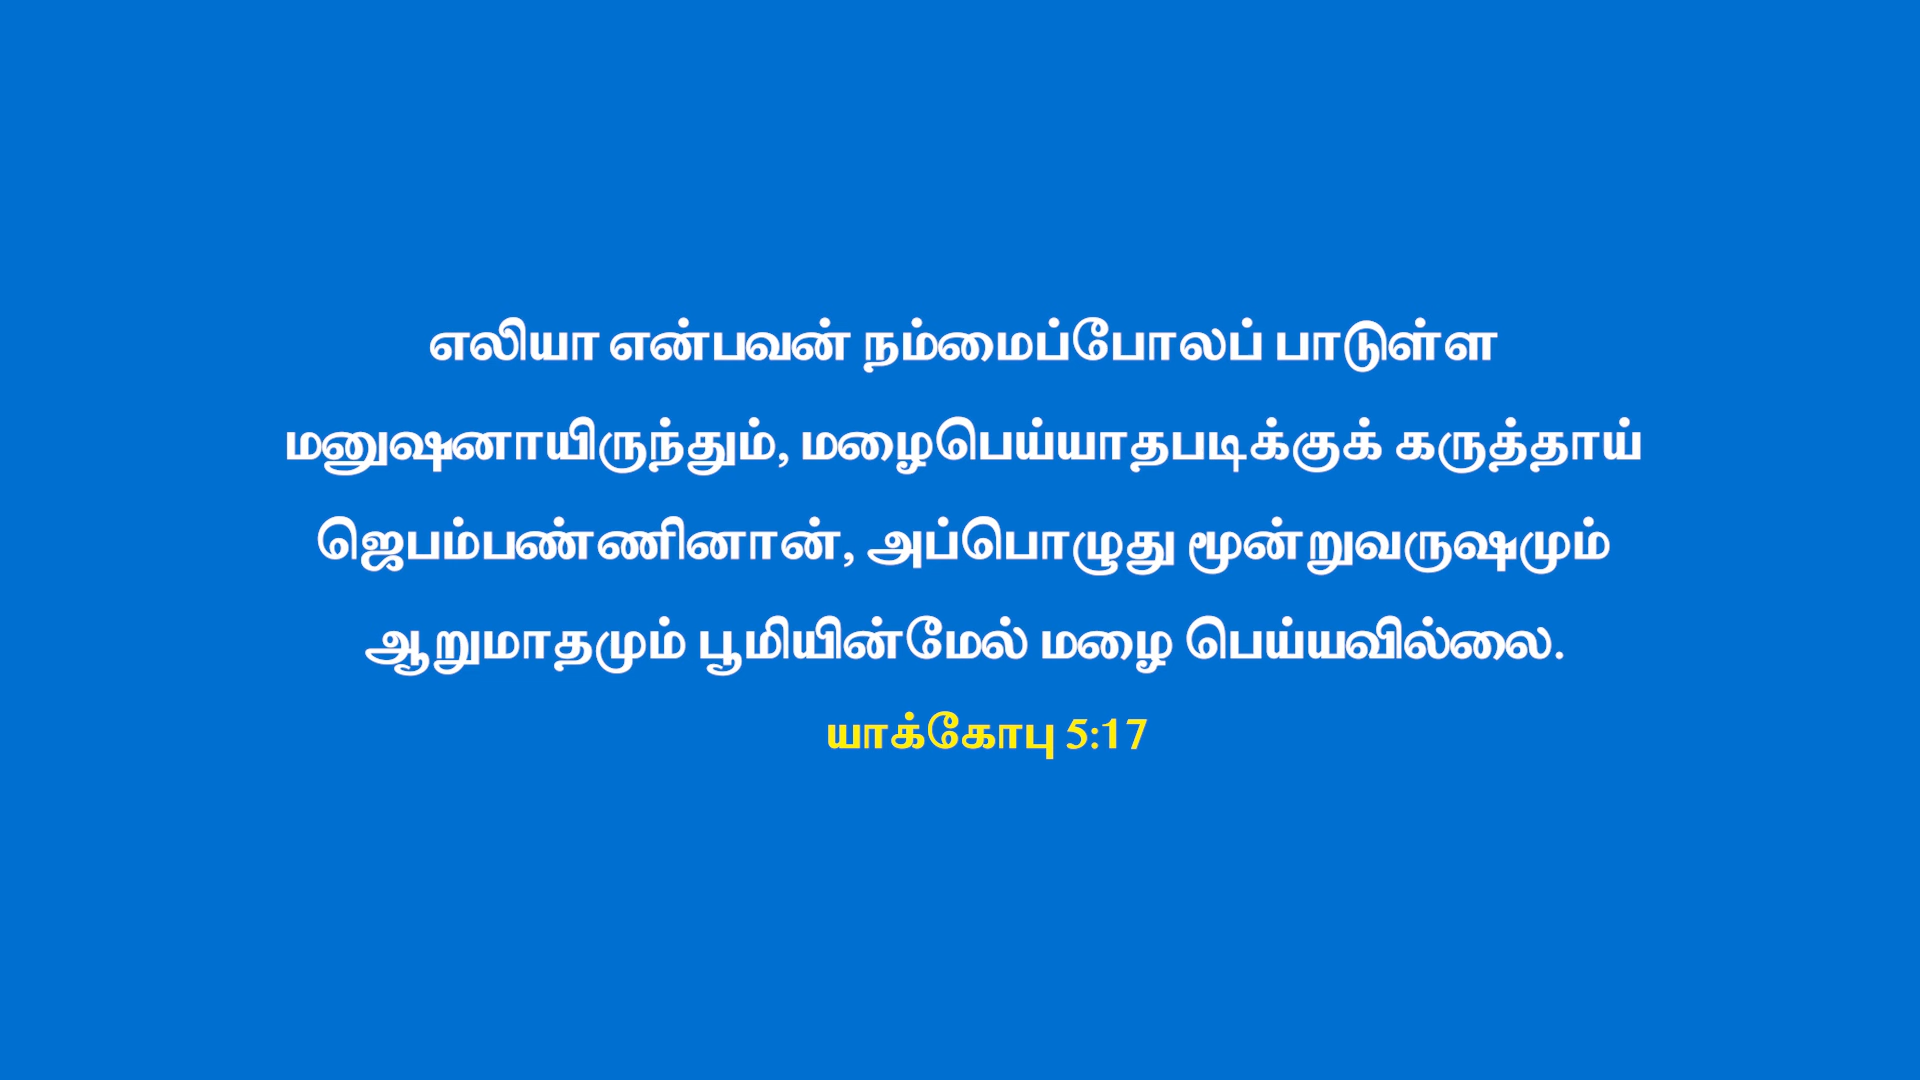 எலியா என்பவன் நம்மைப்போலப் பாடுள்ள
மனுஷனாயிருந்தும், மழைபெய்யாதபடிக்குக் கருத்தாய்
ஜெபம்பண்ணினான், அப்பொழுது மூன்றுவருஷமும்
ஆறுமாதமும் பூமியின்மேல் மழை பெய்யவில்லை.
யாக்கோபு 5:17